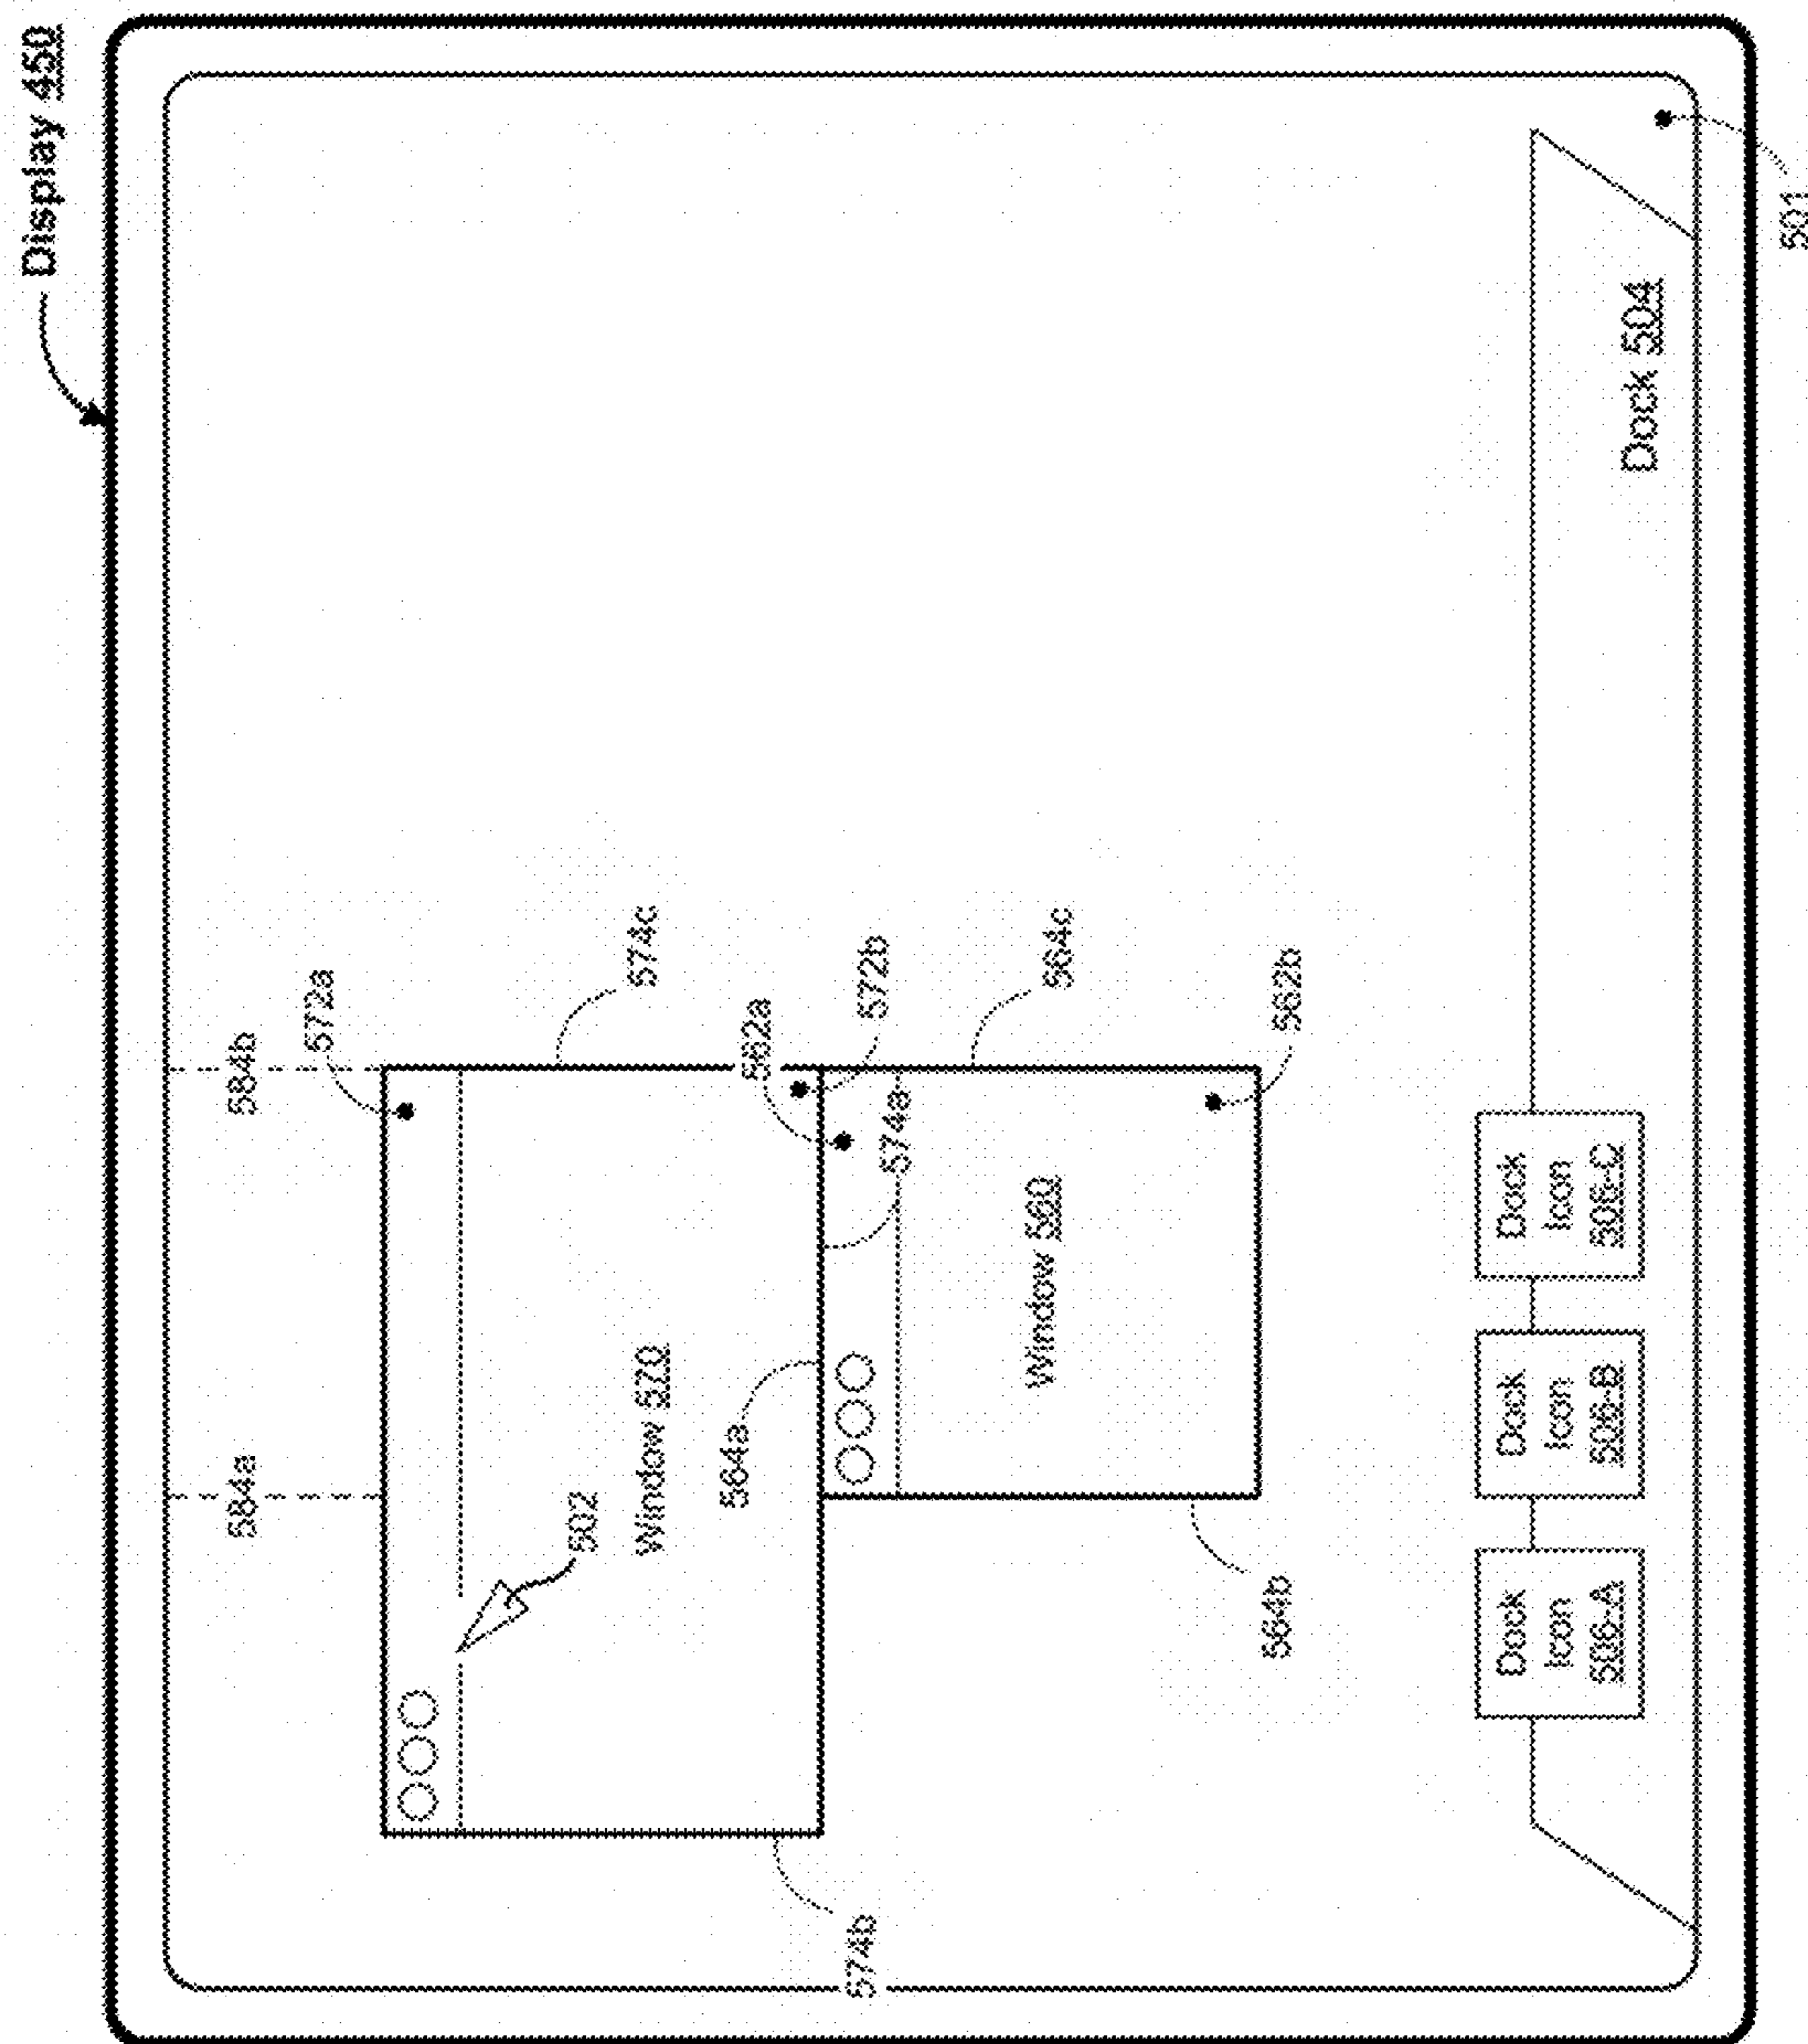 Display 450
584a
584b
572a
502
574c
Window 570
564a
562a
574b
572b
574a
Window 560
564c
564b
562b
Dock
Icon
506-A
Dock
Icon
506-B
Dock
Icon
506-C
Dock 504
501